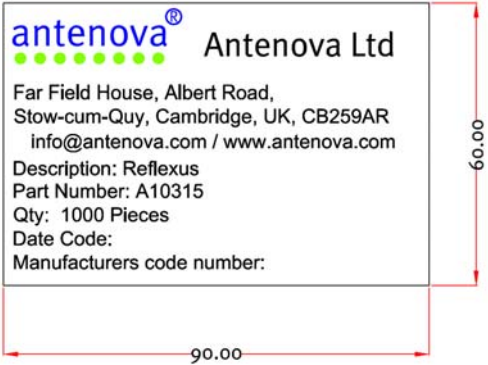 antenova®
Antenova Ltd
Far Field House, Albert Road,
Stow-cum-Quy, Cambridge, UK, CB259AR
info@antenova.com / www.antenova.com
Description: Reflexus
Part Number: A10315
Qty: 1000 Pieces
Date Code:
Manufacturers code number:
60.00
90.00